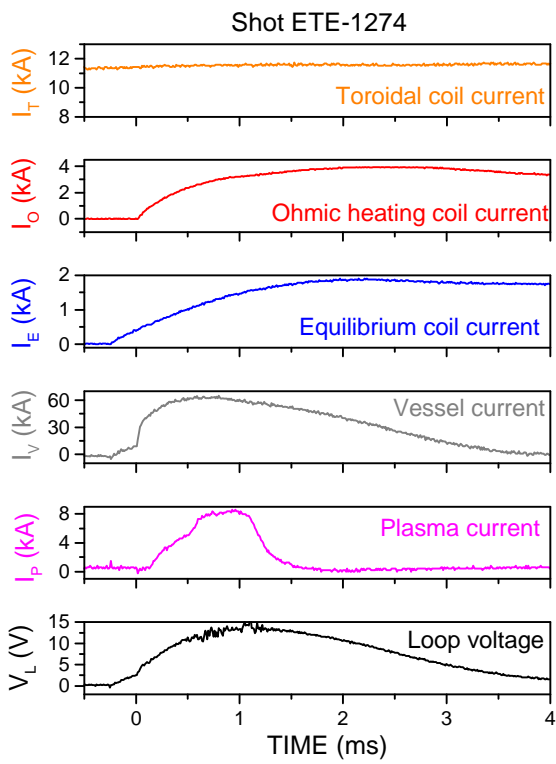 Shot ETE-1274
I_T (kA)
12
10
8
Toroidal coil current
I_O (kA)
4
2
0
Ohmic heating coil current
I_E (kA)
2
1
0
Equilibrium coil current
I_V (kA)
60
30
0
Vessel current
I_P (kA)
8
4
0
Plasma current
V_L (V)
15
10
5
0
Loop voltage
0 1 2 3 4
TIME (ms)